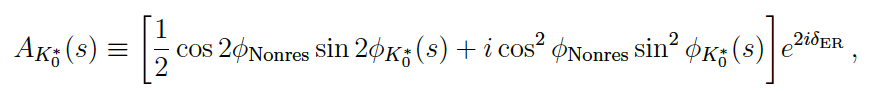 $A_{K_0^*}(s) \equiv \left[ \frac{1}{2} \cos 2\phi_{\text{Nonres}} \sin 2\phi_{K_0^*}(s) + i \cos^2 \phi_{\text{Nonres}} \sin^2 \phi_{K_0^*}(s) \right] e^{2i\delta_{\text{ER}}} \, ,$